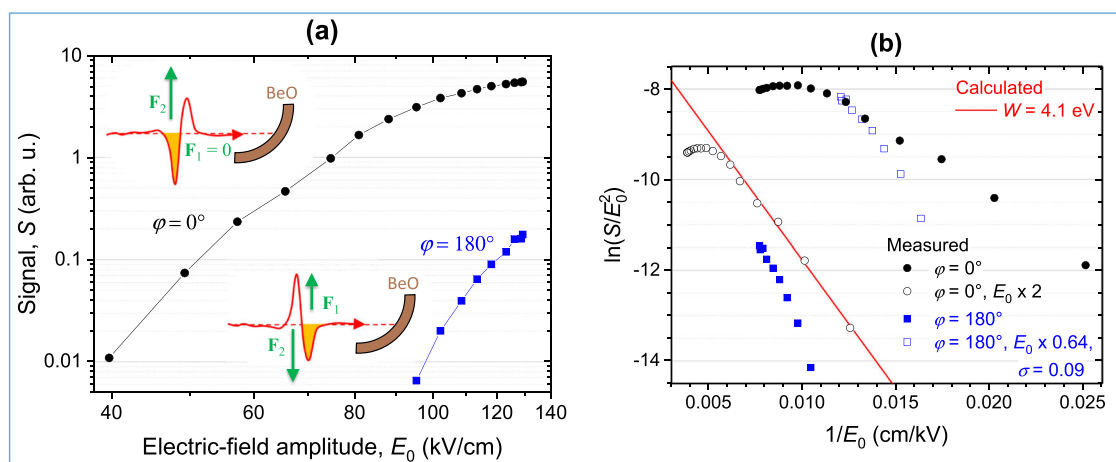 (a)
10
1
0.1
0.01
Signal, S (arb. u.)
F₂
F₁ = 0
BeO
φ = 0°
φ = 180°
F₁
F₂
BeO
40
60
80
100
120
140
Electric-field amplitude, E₀ (kV/cm)
(b)
-8
-10
-12
-14
ln(S/E₀²)
Calculated
W = 4.1 eV
Measured
φ = 0°
φ = 0°, E₀ x 2
φ = 180°
φ = 180°, E₀ x 0.64,
σ = 0.09
0.005
0.010
0.015
0.020
0.025
1/E₀ (cm/kV)